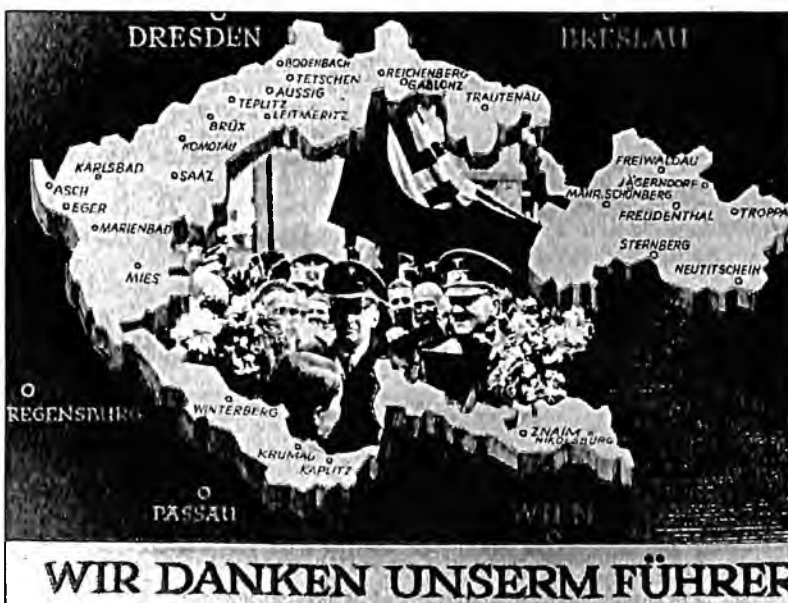 DRESDEN
BRESLAU
BODENBACH
TETSCHEN
REICHENBERG
GABLONZ
AUSSIG
TEPLITZ
TRAUTENAU
LEITMERITZ
BRÜX
KOMOTAU
FREIWALDAU
KARLSBAD
SAAZ
JÄGERNDORF
ASCH
MÄHR.SCHÖNBERG
EGER
FREUDENTHAL
TROPPA
MARIENBAD
STERNBERG
MIES
NEUTITSCHEIN
REGENSBURG
WINTERBERG
ZNAIM
NIKOLSBURG
KRUMAU
KAPLITZ
PASSAU
WIEN
WIR DANKEN UNSERM FÜHRER